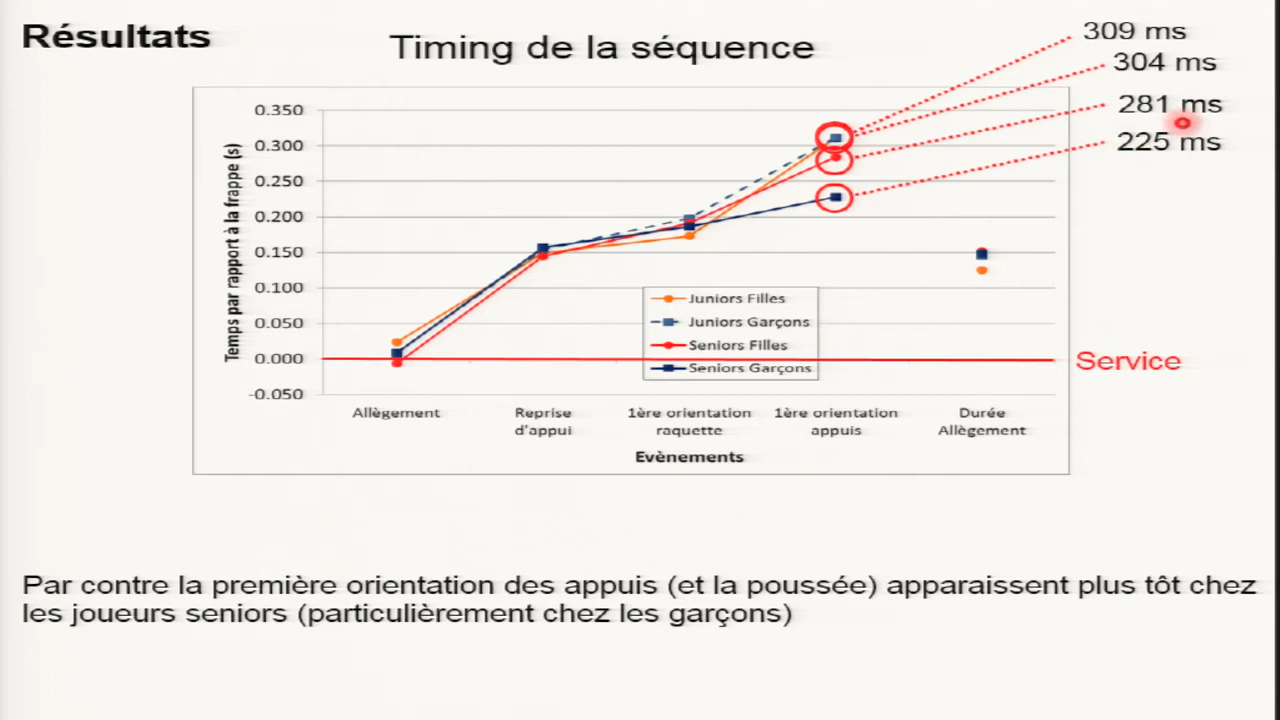 Résultats
Timing de la séquence
309 ms
304 ms
281 ms
225 ms
Temps par rapport à la frappe (s)
0.350
0.300
0.250
0.200
0.150
0.100
0.050
0.000
-0.050
Juniors Filles
Juniors Garçons
Seniors Filles
Seniors Garçons
Service
Allègement
Reprise d'appui
1ère orientation raquette
1ère orientation appuis
Durée Allègement
Evènements
Par contre la première orientation des appuis (et la poussée) apparaissent plus tôt chez
les joueurs seniors (particulièrement chez les garçons)